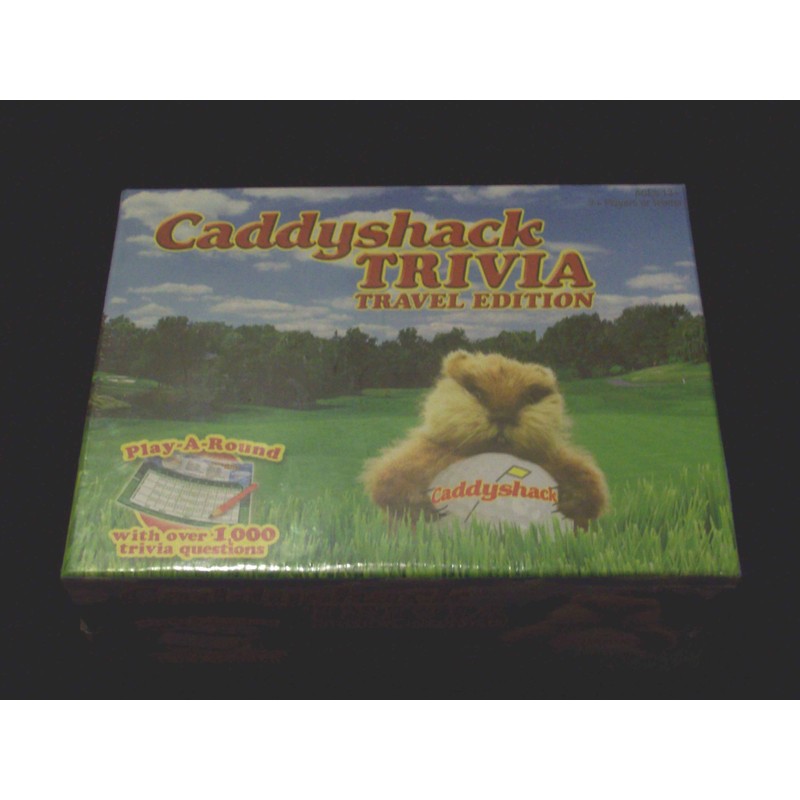 Caddyshack
TRIVIA
TRAVEL EDITION
Play-A-Round
with over 1,000
trivia questions
Caddyshack